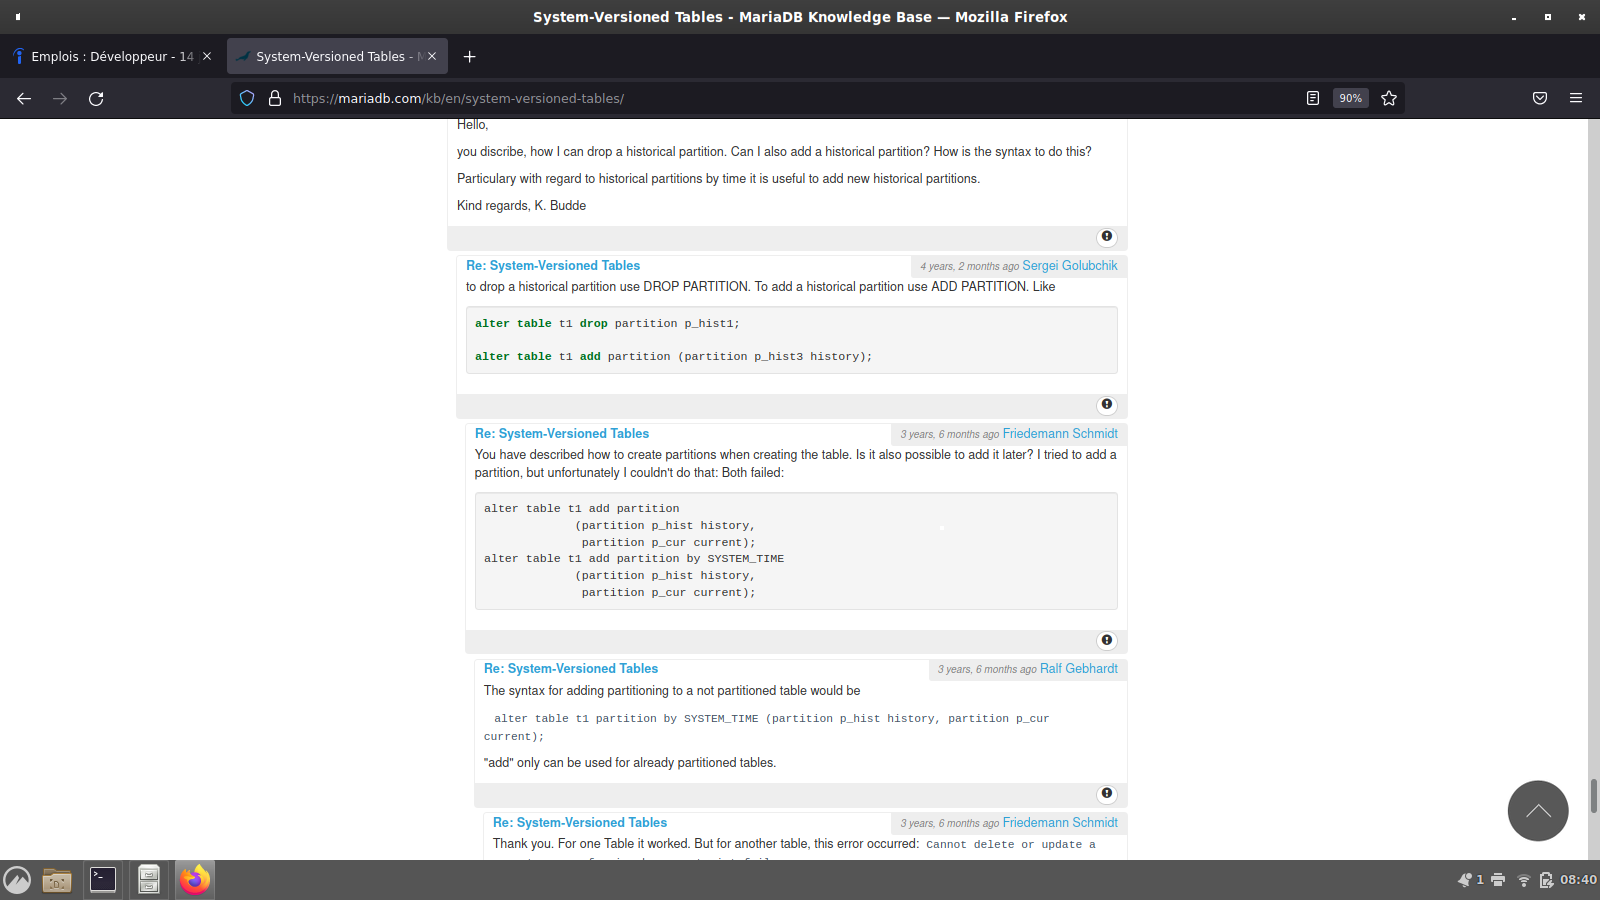 System-Versioned Tables - MariaDB Knowledge Base — Mozilla Firefox
Emplois : Développeur - 14
System-Versioned Tables -
https://mariadb.com/kb/en/system-versioned-tables/
90%
Hello,
you discribe, how I can drop a historical partition. Can I also add a historical partition? How is the syntax to do this?
Particulary with regard to historical partitions by time it is useful to add new historical partitions.
Kind regards, K. Budde
Re: System-Versioned Tables
4 years, 2 months ago Sergei Golubchik
to drop a historical partition use DROP PARTITION. To add a historical partition use ADD PARTITION. Like
alter table t1 drop partition p_hist1;
alter table t1 add partition (partition p_hist3 history);
Re: System-Versioned Tables
3 years, 6 months ago Friedemann Schmidt
You have described how to create partitions when creating the table. Is it also possible to add it later? I tried to add a
partition, but unfortunately I couldn't do that: Both failed:
alter table t1 add partition
(partition p_hist history,
partition p_cur current);
alter table t1 add partition by SYSTEM_TIME
(partition p_hist history,
partition p_cur current);
Re: System-Versioned Tables
3 years, 6 months ago Ralf Gebhardt
The syntax for adding partitioning to a not partitioned table would be
alter table t1 partition by SYSTEM_TIME (partition p_hist history, partition p_cur
current);
"add" only can be used for already partitioned tables.
Re: System-Versioned Tables
3 years, 6 months ago Friedemann Schmidt
Thank you. For one Table it worked. But for another table, this error occurred: Cannot delete or update a
1
08:40